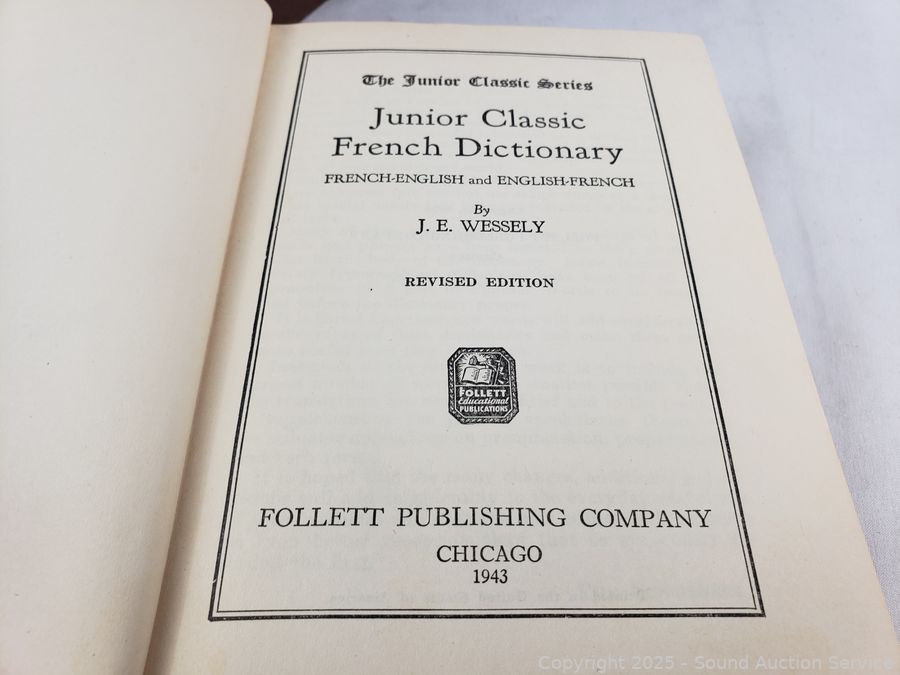 The Junior Classic Series
Junior Classic
French Dictionary
FRENCH-ENGLISH and ENGLISH-FRENCH
By
J. E. WESSELY
REVISED EDITION
FOLLETT
Educational
PUBLICATIONS
FOLLETT PUBLISHING COMPANY
CHICAGO
1943
Copyright 2025 - Sound Auction Service